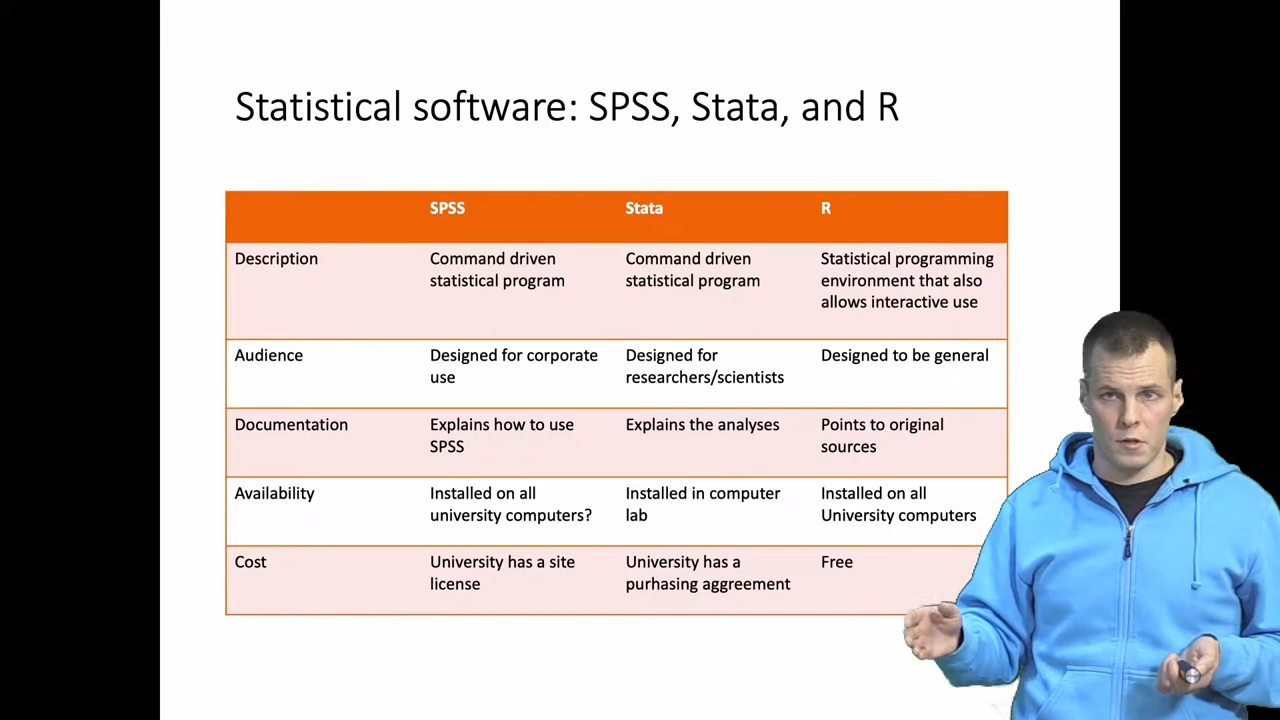 Statistical software: SPSS, Stata, and R
SPSS Stata R
Description
Command driven
statistical program
Command driven
statistical program
Statistical programming
environment that also
allows interactive use
Audience
Designed for corporate
use
Designed for
researchers/scientists
Designed to be general
Documentation
Explains how to use
SPSS
Explains the analyses
Points to original
sources
Availability
Installed on all
university computers?
Installed in computer
lab
Installed on all
University computers
Cost
University has a site
license
University has a
purhasing aggreement
Free